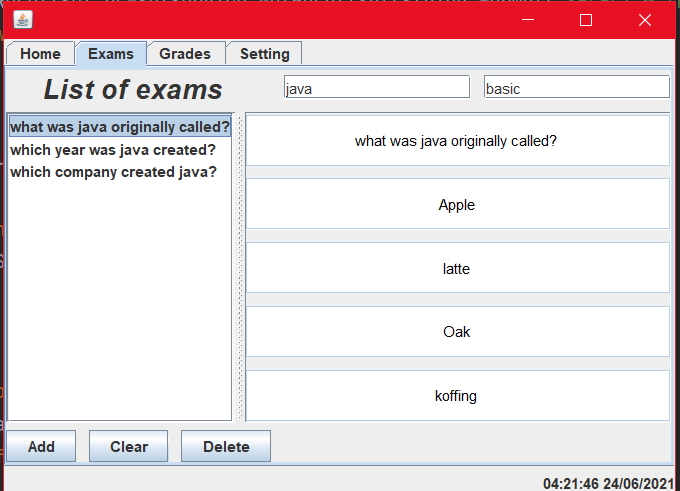 Home Exams Grades Setting
List of exams java basic
what was java originally called?
which year was java created?
which company created java?
what was java originally called?
Apple
latte
Oak
koffing
Add Clear Delete
04:21:46 24/06/2021